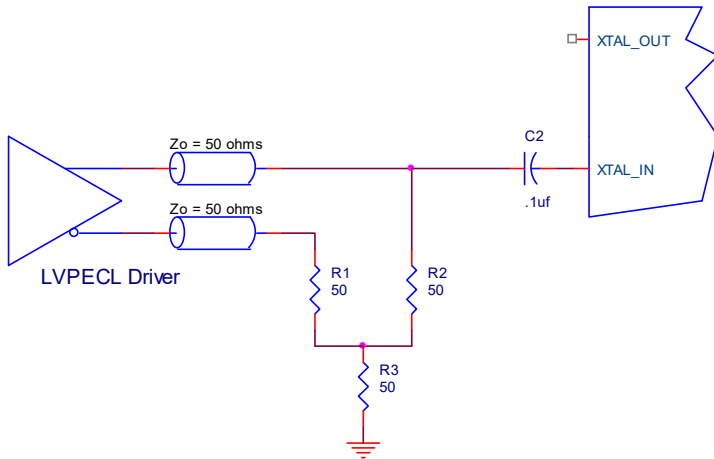 XTAL_OUT
C2
Zo = 50 ohms
XTAL_IN
.1uf
Zo = 50 ohms
LVPECL Driver
R1
50
R2
50
R3
50